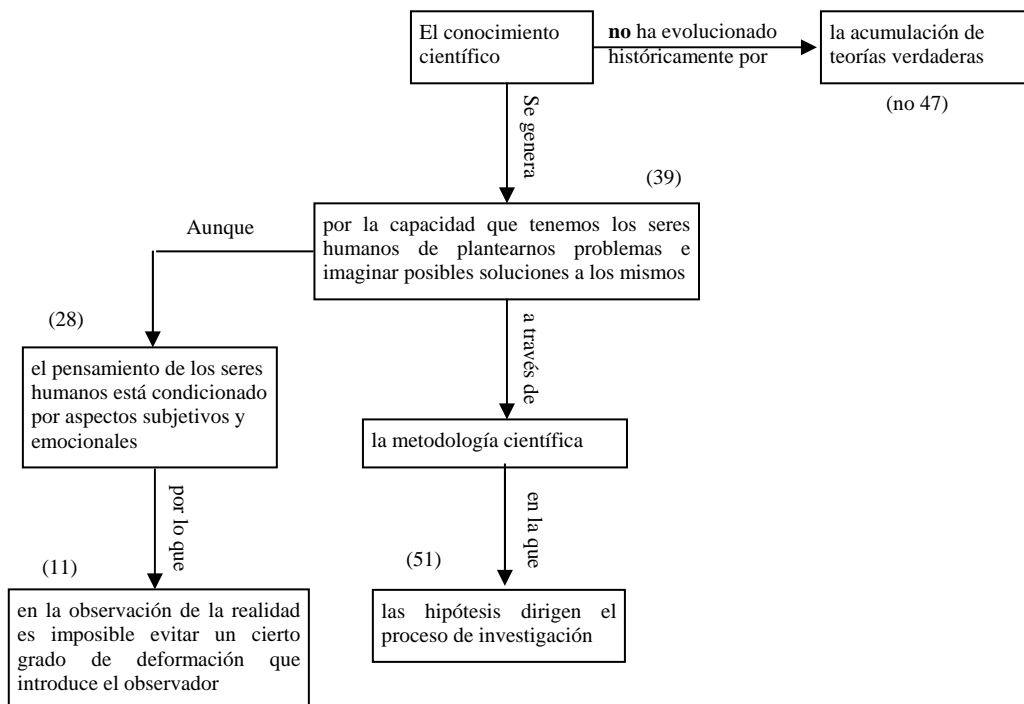 El conocimiento
científico
no ha evolucionado
históricamente por
la acumulación de
teorías verdaderas
(no 47)
Se genera
(39)
por la capacidad que tenemos los seres
humanos de plantearnos problemas e
imaginar posibles soluciones a los mismos
Aunque
(28)
el pensamiento de los seres
humanos está condicionado
por aspectos subjetivos y
emocionales
a través de
la metodología científica
por lo que
en la que
(11)
en la observación de la realidad
es imposible evitar un cierto
grado de deformación que
introduce el observador
(51)
las hipótesis dirigen el
proceso de investigación